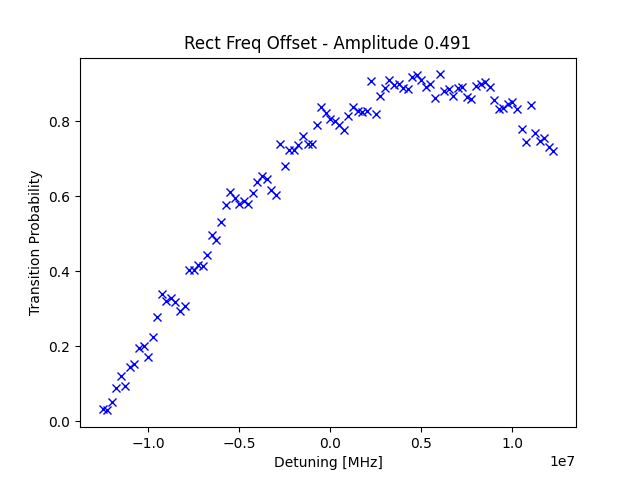 Rect Freq Offset - Amplitude 0.491
Transition Probability
0.8
0.6
0.4
0.2
0.0
−1.0 −0.5 0.0 0.5 1.0
1e7
Detuning [MHz]